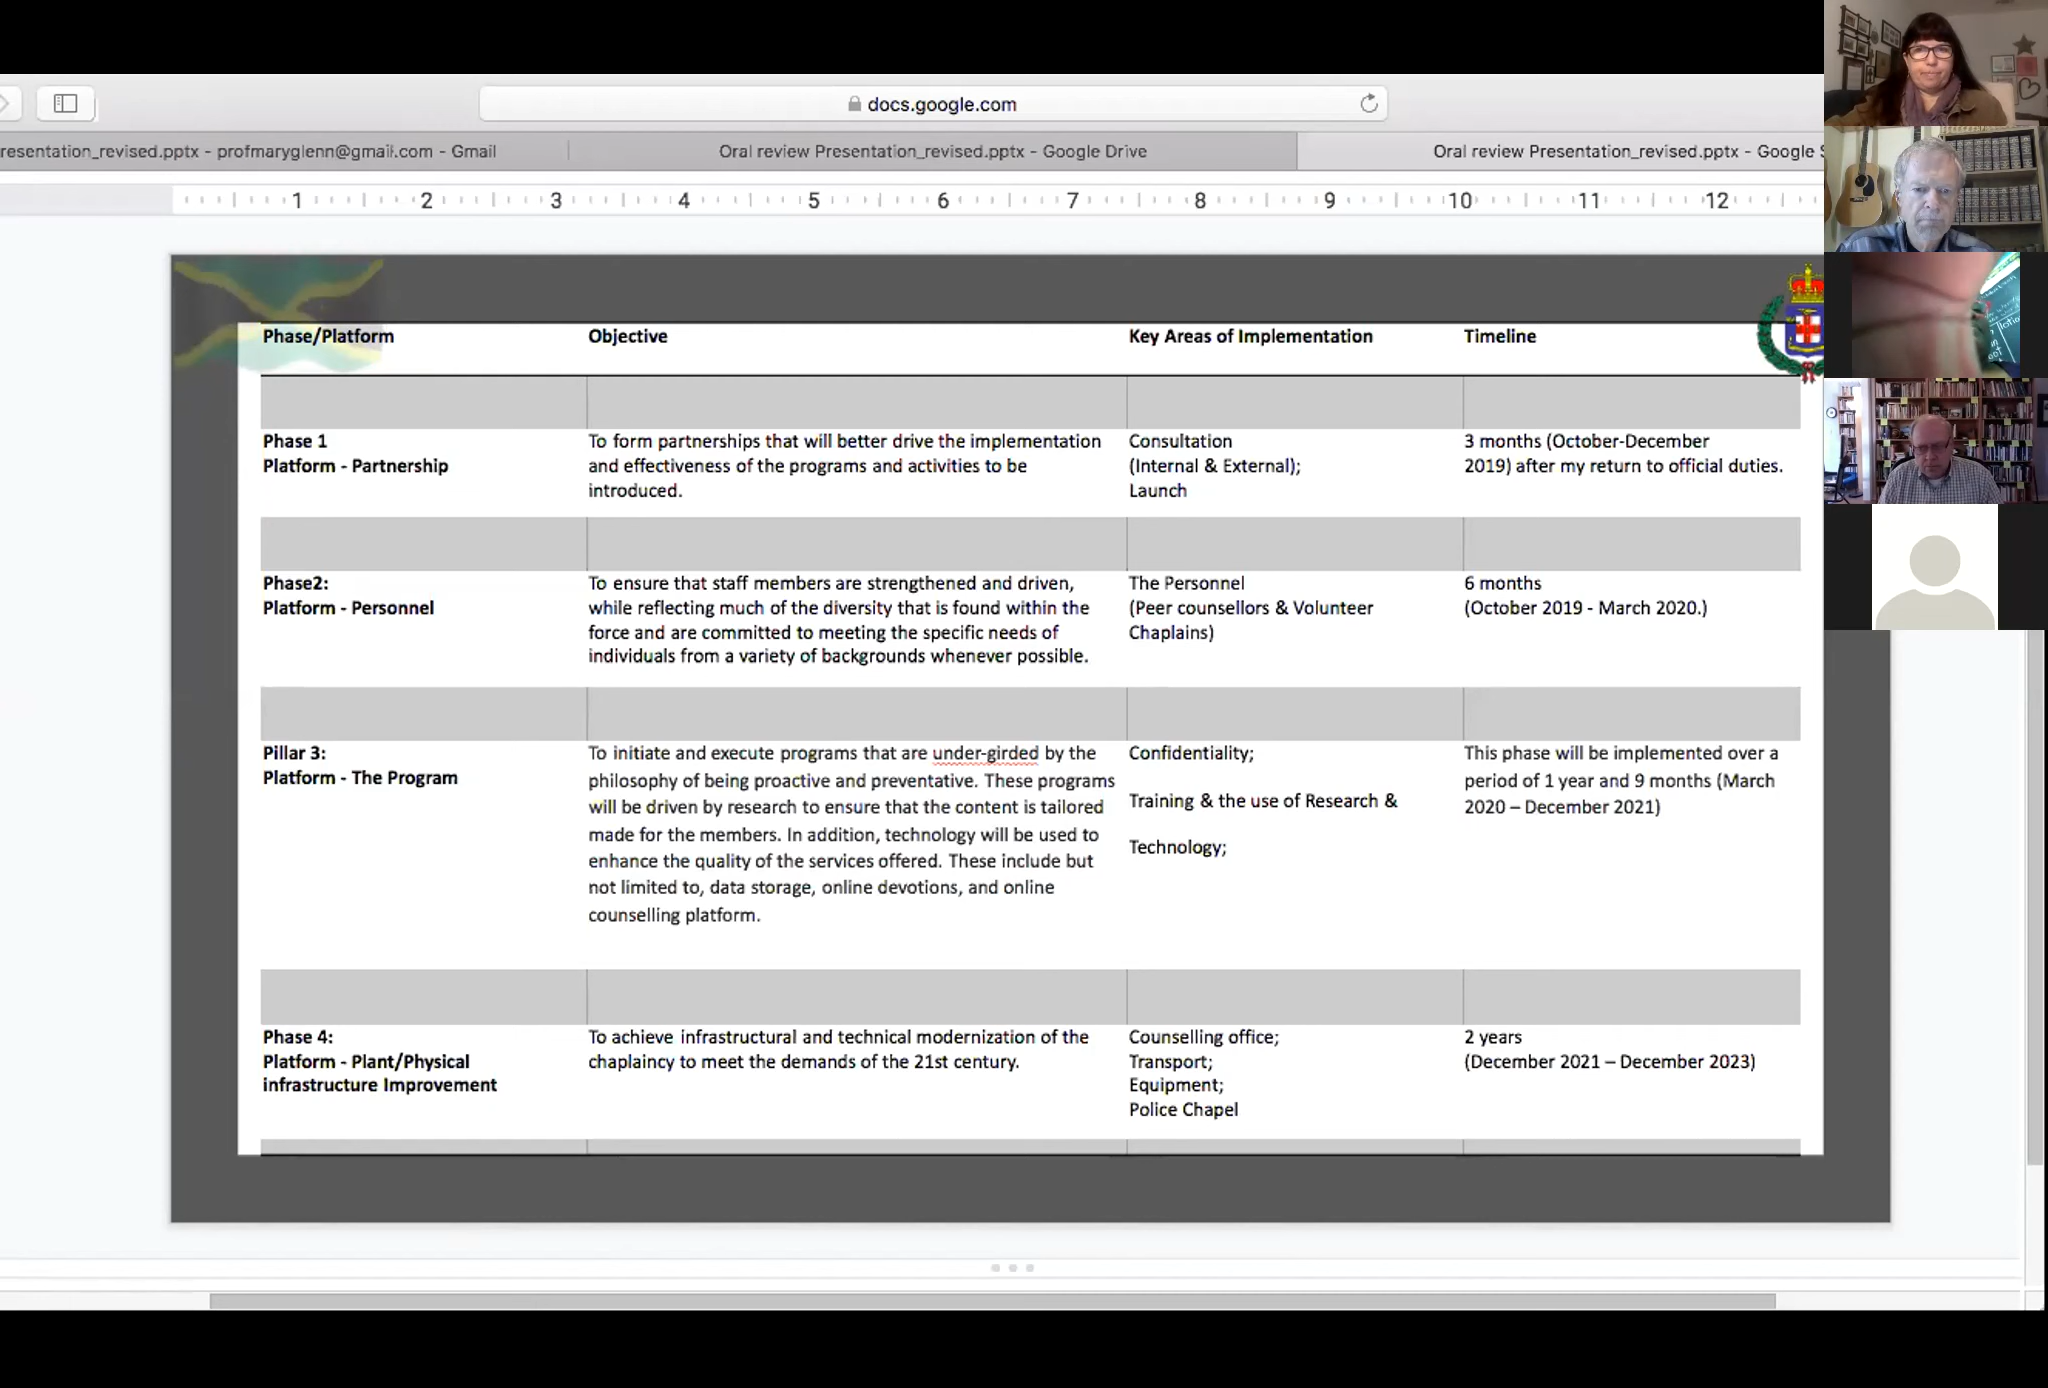 docs.google.com
resentation_revised.pptx - profmaryglenn@gmail.com - Gmail
Oral review Presentation_revised.pptx - Google Drive
Oral review Presentation_revised.pptx - Google S
1 2 3 4 5 6 7 8 9 10 11 12
Phase/Platform
Objective
Key Areas of Implementation
Timeline
Phase 1
Platform - Partnership
To form partnerships that will better drive the implementation
and effectiveness of the programs and activities to be
introduced.
Consultation
(Internal & External);
Launch
3 months (October-December
2019) after my return to official duties.
Phase2:
Platform - Personnel
To ensure that staff members are strengthened and driven,
while reflecting much of the diversity that is found within the
force and are committed to meeting the specific needs of
individuals from a variety of backgrounds whenever possible.
The Personnel
(Peer counsellors & Volunteer
Chaplains)
6 months
(October 2019 - March 2020.)
Pillar 3:
Platform - The Program
To initiate and execute programs that are under-girded by the
philosophy of being proactive and preventative. These programs
will be driven by research to ensure that the content is tailored
made for the members. In addition, technology will be used to
enhance the quality of the services offered. These include but
not limited to, data storage, online devotions, and online
counselling platform.
Confidentiality;
Training & the use of Research &
Technology;
This phase will be implemented over a
period of 1 year and 9 months (March
2020 – December 2021)
Phase 4:
Platform - Plant/Physical
infrastructure Improvement
To achieve infrastructural and technical modernization of the
chaplaincy to meet the demands of the 21st century.
Counselling office;
Transport;
Equipment;
Police Chapel
2 years
(December 2021 – December 2023)